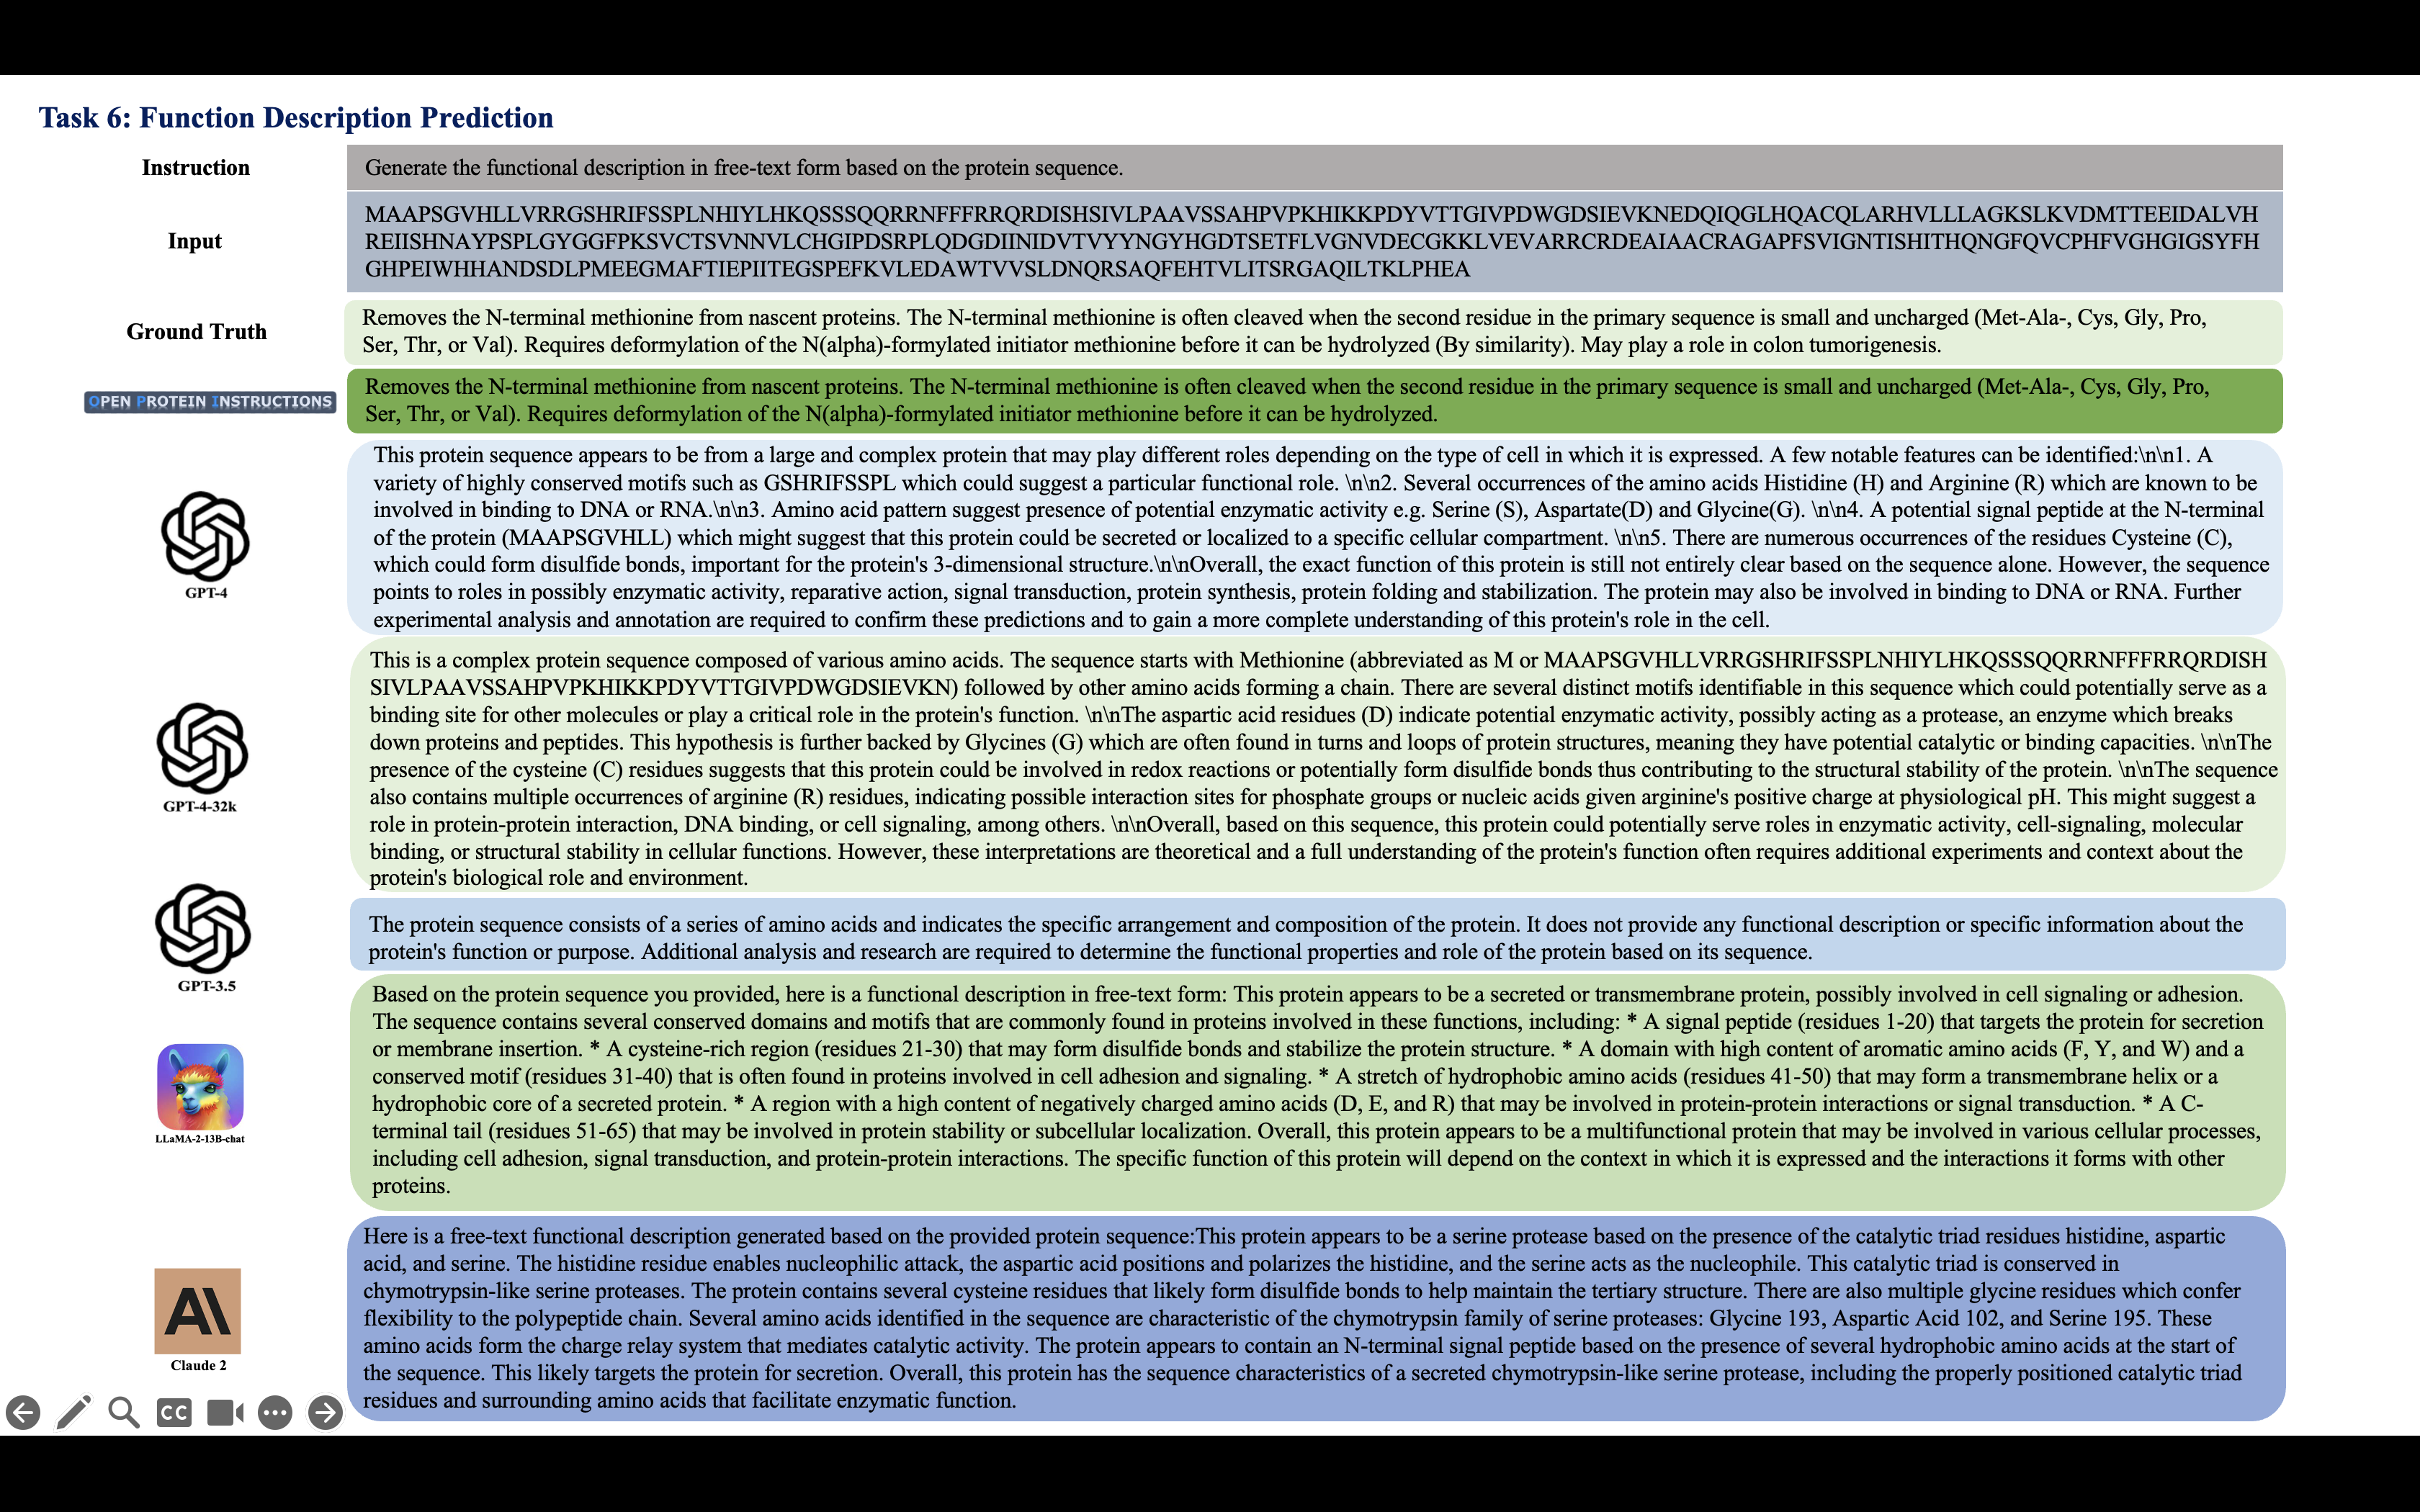 Task 6: Function Description Prediction
Instruction
Generate the functional description in free-text form based on the protein sequence.
Input
MAAPSGVHLLVRRGSHRIFSSPLNHIYLHKQSSSQQRRNFFFRRQRDISHSIVLPAAVSSAHPVPKHIKKPDYVTTGIVPDWGDSIEVKNEDQIQGLHQACQLARHVLLLAGKSLKVDMTTEEIDALVH
REIISHNAYPSPLGYGGFPKSVCTSVNNVLCHGIPDSRPLQDGDIINIDVTVYYNGYHGDTSETFLVGNVDECGKKLVEVARRCRDEAIAACRAGAPFSVIGNTISHITHQNGFQVCPHFVGHGIGSYFH
GHPEIWHHANDSDLPMEEGMAFTIEPIITEGSPEFKVLEDAWTVVSLDNQRSAQFEHTVLITSRGAQILTKLPHEA
Ground Truth
Removes the N-terminal methionine from nascent proteins. The N-terminal methionine is often cleaved when the second residue in the primary sequence is small and uncharged (Met-Ala-, Cys, Gly, Pro,
Ser, Thr, or Val). Requires deformylation of the N(alpha)-formylated initiator methionine before it can be hydrolyzed (By similarity). May play a role in colon tumorigenesis.
OPEN PROTEIN INSTRUCTIONS
Removes the N-terminal methionine from nascent proteins. The N-terminal methionine is often cleaved when the second residue in the primary sequence is small and uncharged (Met-Ala-, Cys, Gly, Pro,
Ser, Thr, or Val). Requires deformylation of the N(alpha)-formylated initiator methionine before it can be hydrolyzed.
This protein sequence appears to be from a large and complex protein that may play different roles depending on the type of cell in which it is expressed. A few notable features can be identified:\n\n1. A
variety of highly conserved motifs such as GSHRIFSSPL which could suggest a particular functional role. \n\n2. Several occurrences of the amino acids Histidine (H) and Arginine (R) which are known to be
involved in binding to DNA or RNA.\n\n3. Amino acid pattern suggest presence of potential enzymatic activity e.g. Serine (S), Aspartate(D) and Glycine(G). \n\n4. A potential signal peptide at the N-terminal
of the protein (MAAPSGVHLL) which might suggest that this protein could be secreted or localized to a specific cellular compartment. \n\n5. There are numerous occurrences of the residues Cysteine (C),
which could form disulfide bonds, important for the protein's 3-dimensional structure.\n\nOverall, the exact function of this protein is still not entirely clear based on the sequence alone. However, the sequence
points to roles in possibly enzymatic activity, reparative action, signal transduction, protein synthesis, protein folding and stabilization. The protein may also be involved in binding to DNA or RNA. Further
experimental analysis and annotation are required to confirm these predictions and to gain a more complete understanding of this protein's role in the cell.
GPT-4
This is a complex protein sequence composed of various amino acids. The sequence starts with Methionine (abbreviated as M or MAAPSGVHLLVRRGSHRIFSSPLNHIYLHKQSSSQQRRNFFFRRQRDISH
SIVLPAAVSSAHPVPKHIKKPDYVTTGIVPDWGDSIEVKN) followed by other amino acids forming a chain. There are several distinct motifs identifiable in this sequence which could potentially serve as a
binding site for other molecules or play a critical role in the protein's function. \n\nThe aspartic acid residues (D) indicate potential enzymatic activity, possibly acting as a protease, an enzyme which breaks
down proteins and peptides. This hypothesis is further backed by Glycines (G) which are often found in turns and loops of protein structures, meaning they have potential catalytic or binding capacities. \n\nThe
presence of the cysteine (C) residues suggests that this protein could be involved in redox reactions or potentially form disulfide bonds thus contributing to the structural stability of the protein. \n\nThe sequence
also contains multiple occurrences of arginine (R) residues, indicating possible interaction sites for phosphate groups or nucleic acids given arginine's positive charge at physiological pH. This might suggest a
role in protein-protein interaction, DNA binding, or cell signaling, among others. \n\nOverall, based on this sequence, this protein could potentially serve roles in enzymatic activity, cell-signaling, molecular
binding, or structural stability in cellular functions. However, these interpretations are theoretical and a full understanding of the protein's function often requires additional experiments and context about the
protein's biological role and environment.
GPT-4-32k
The protein sequence consists of a series of amino acids and indicates the specific arrangement and composition of the protein. It does not provide any functional description or specific information about the
protein's function or purpose. Additional analysis and research are required to determine the functional properties and role of the protein based on its sequence.
GPT-3.5
Based on the protein sequence you provided, here is a functional description in free-text form: This protein appears to be a secreted or transmembrane protein, possibly involved in cell signaling or adhesion.
The sequence contains several conserved domains and motifs that are commonly found in proteins involved in these functions, including: * A signal peptide (residues 1-20) that targets the protein for secretion
or membrane insertion. * A cysteine-rich region (residues 21-30) that may form disulfide bonds and stabilize the protein structure. * A domain with high content of aromatic amino acids (F, Y, and W) and a
conserved motif (residues 31-40) that is often found in proteins involved in cell adhesion and signaling. * A stretch of hydrophobic amino acids (residues 41-50) that may form a transmembrane helix or a
hydrophobic core of a secreted protein. * A region with a high content of negatively charged amino acids (D, E, and R) that may be involved in protein-protein interactions or signal transduction. * A C-
terminal tail (residues 51-65) that may be involved in protein stability or subcellular localization. Overall, this protein appears to be a multifunctional protein that may be involved in various cellular processes,
including cell adhesion, signal transduction, and protein-protein interactions. The specific function of this protein will depend on the context in which it is expressed and the interactions it forms with other
proteins.
LLaMA-2-13B-chat
Here is a free-text functional description generated based on the provided protein sequence:This protein appears to be a serine protease based on the presence of the catalytic triad residues histidine, aspartic
acid, and serine. The histidine residue enables nucleophilic attack, the aspartic acid positions and polarizes the histidine, and the serine acts as the nucleophile. This catalytic triad is conserved in
chymotrypsin-like serine proteases. The protein contains several cysteine residues that likely form disulfide bonds to help maintain the tertiary structure. There are also multiple glycine residues which confer
flexibility to the polypeptide chain. Several amino acids identified in the sequence are characteristic of the chymotrypsin family of serine proteases: Glycine 193, Aspartic Acid 102, and Serine 195. These
amino acids form the charge relay system that mediates catalytic activity. The protein appears to contain an N-terminal signal peptide based on the presence of several hydrophobic amino acids at the start of
the sequence. This likely targets the protein for secretion. Overall, this protein has the sequence characteristics of a secreted chymotrypsin-like serine protease, including the properly positioned catalytic triad
residues and surrounding amino acids that facilitate enzymatic function.
A\
Claude 2
CC